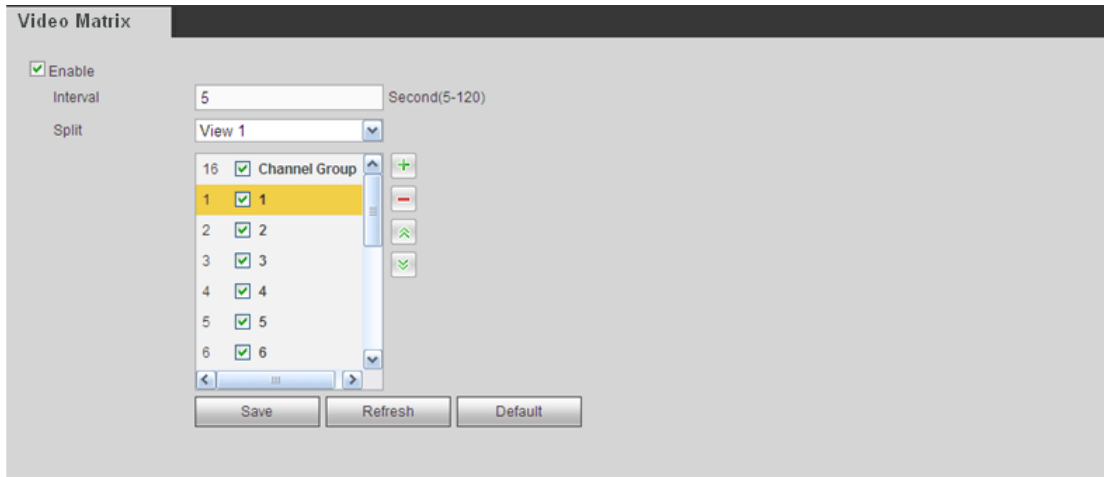 Video Matrix
Enable
Interval 5 Second(5-120)
Split View 1
16 Channel Group
1 1
2 2
3 3
4 4
5 5
6 6
Save Refresh Default